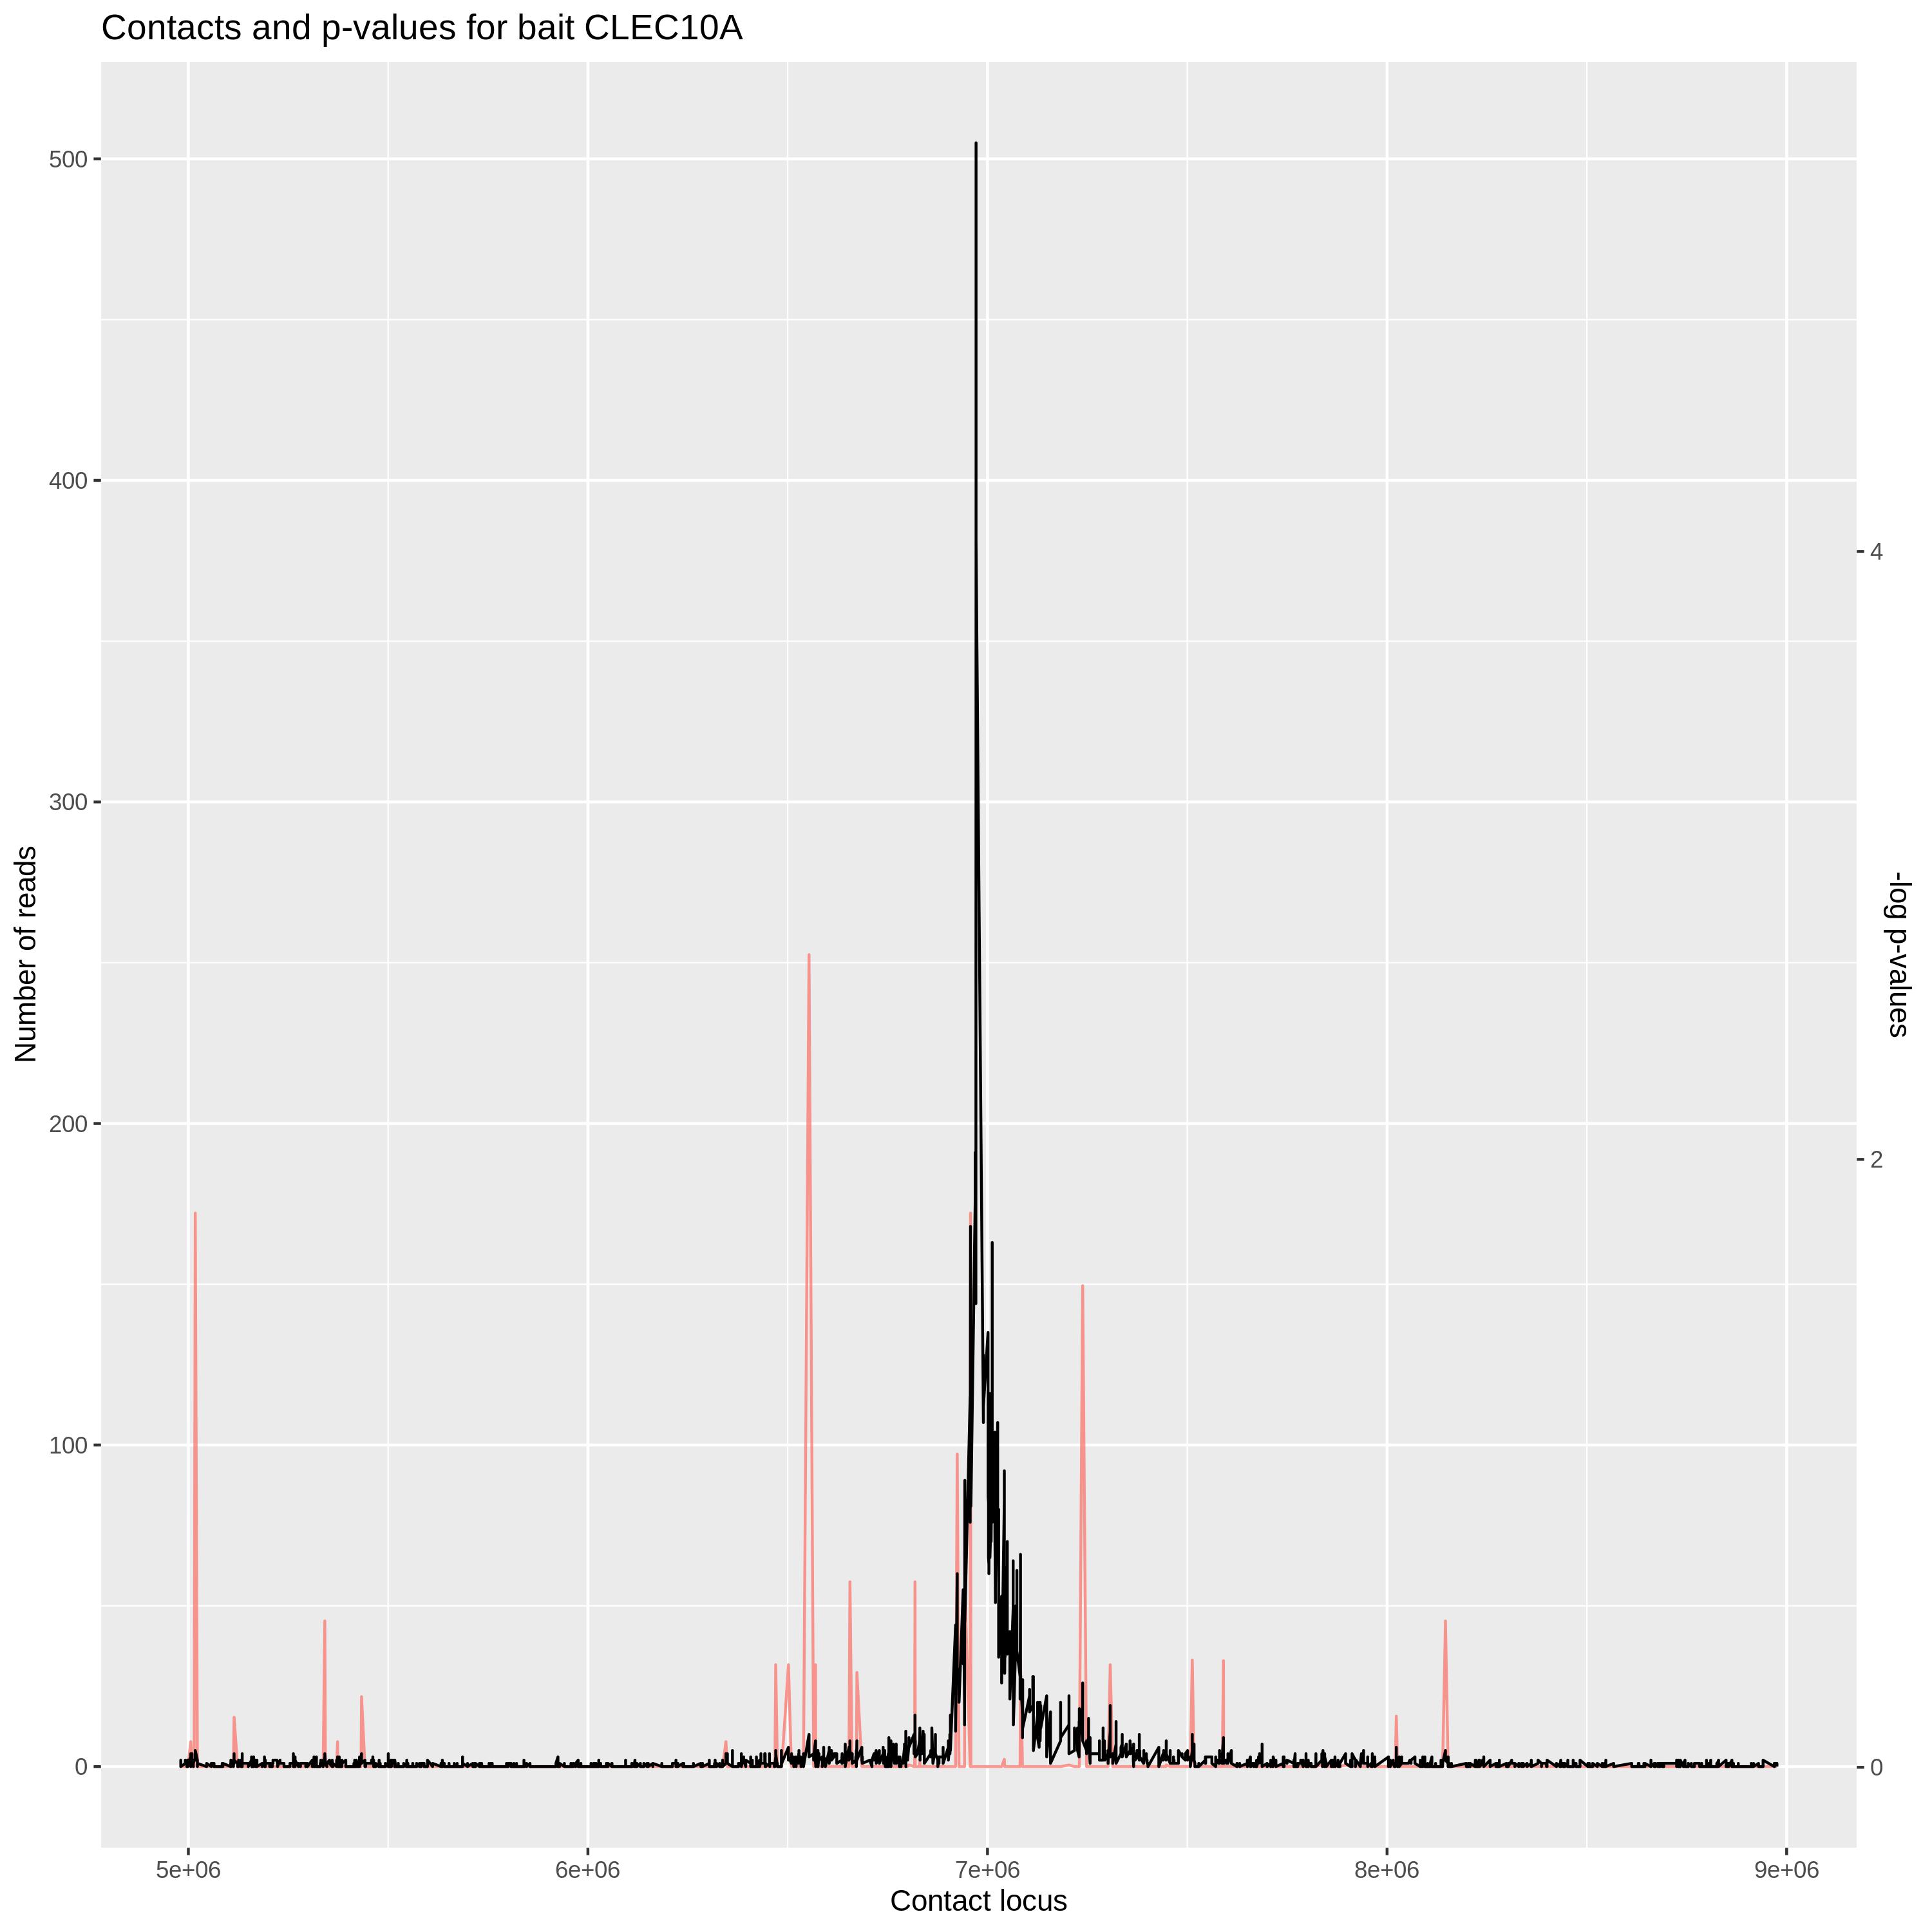 Contacts and p-values for bait CLEC10A
500
400
300
200
100
0
Number of reads
4
2
0
-log p-values
5e+06
6e+06
7e+06
8e+06
9e+06
Contact locus